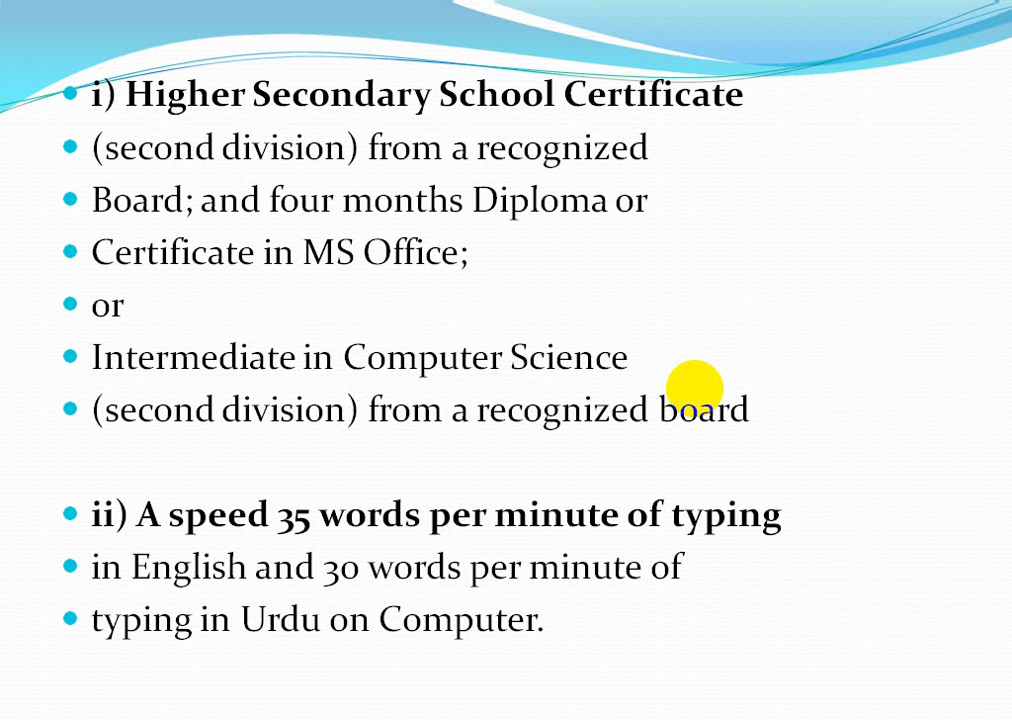 i) Higher Secondary School Certificate
(second division) from a recognized
Board; and four months Diploma or
Certificate in MS Office;
or
Intermediate in Computer Science
(second division) from a recognized board
ii) A speed 35 words per minute of typing
in English and 30 words per minute of
typing in Urdu on Computer.